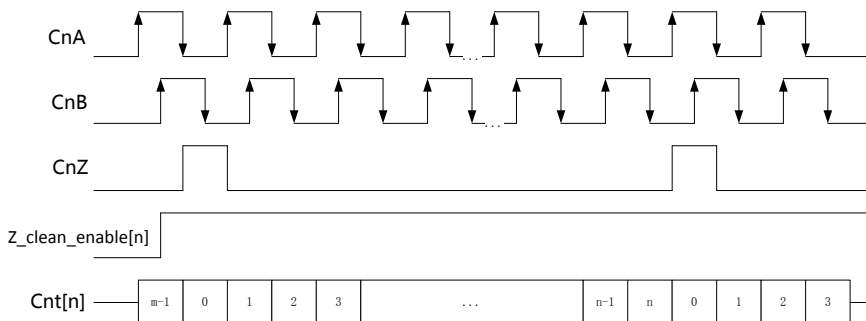 CnA
...
CnB
...
CnZ
Z_clean_enable[n]
Cnt[n] m-1 0 1 2 3 ... n-1 n 0 1 2 3